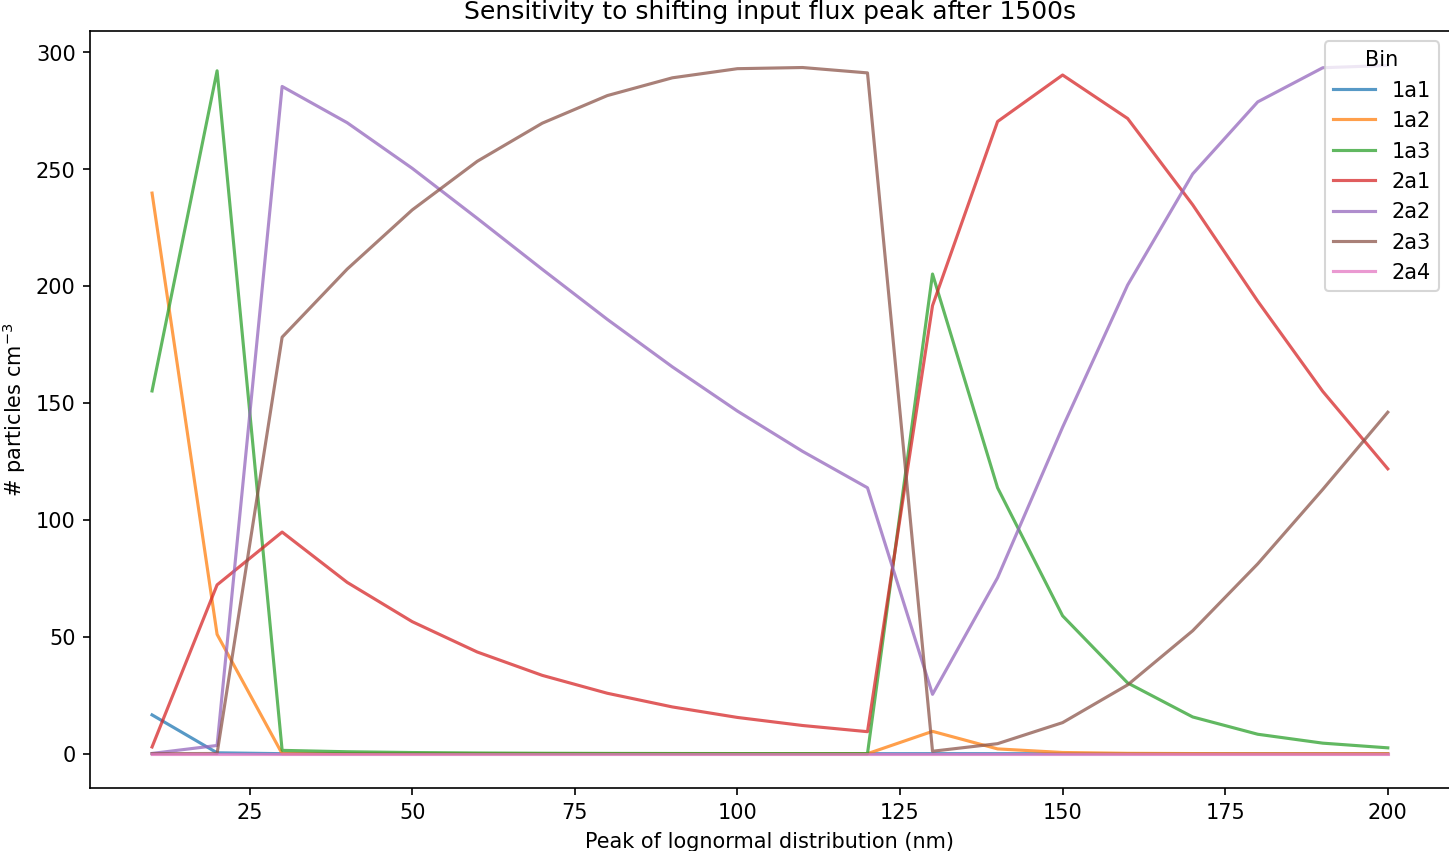 Sensitivity to shifting input flux peak after 1500s
300
250
200
150
100
50
0
# particles cm⁻³
25 50 75 100 125 150 175 200
Peak of lognormal distribution (nm)
Bin
1a1
1a2
1a3
2a1
2a2
2a3
2a4